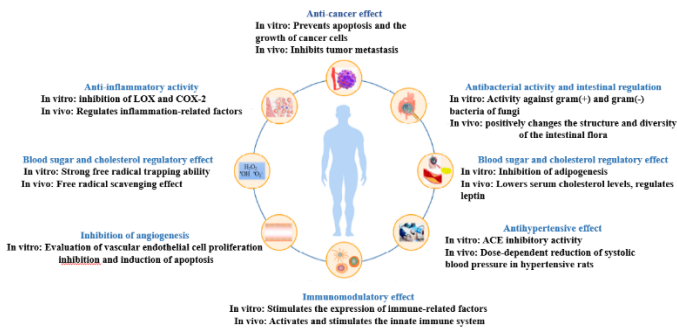 Anti-cancer effect
In vitro: Prevents apoptosis and the
growth of cancer cells
In vivo: Inhibits tumor metastasis
Anti-inflammatory activity
In vitro: inhibition of LOX and COX-2
In vivo: Regulates inflammation-related factors
Antibacterial activity and intestinal regulation
In vitro: Activity against gram(+) and gram(-)
bacteria of fungi
In vivo: positively changes the structure and diversity
of the intestinal flora
Blood sugar and cholesterol regulatory effect
In vitro: Strong free radical trapping ability
In vivo: Free radical scavenging effect
H₂O₂
·OH ·O₂⁻
Blood sugar and cholesterol regulatory effect
In vitro: Inhibition of adipogenesis
In vivo: Lowers serum cholesterol levels, regulates
leptin
Inhibition of angiogenesis
In vitro: Evaluation of vascular endothelial cell proliferation
inhibition and induction of apoptosis
Antihypertensive effect
In vitro: ACE inhibitory activity
In vivo: Dose-dependent reduction of systolic
blood pressure in hypertensive rats
Immunomodulatory effect
In vitro: Stimulates the expression of immune-related factors
In vivo: Activates and stimulates the innate immune system